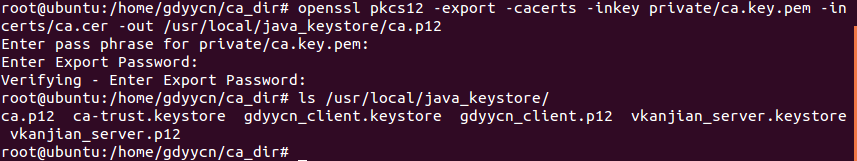 root@ubuntu:/home/gdyycn/ca_dir# openssl pkcs12 -export -cacerts -inkey private/ca.key.pem -in
certs/ca.cer -out /usr/local/java_keystore/ca.p12
Enter pass phrase for private/ca.key.pem:
Enter Export Password:
Verifying - Enter Export Password:
root@ubuntu:/home/gdyycn/ca_dir# ls /usr/local/java_keystore/
ca.p12  ca-trust.keystore  gdyycn_client.keystore  gdyycn_client.p12  vkanjian_server.keystore
vkanjian_server.p12
root@ubuntu:/home/gdyycn/ca_dir#